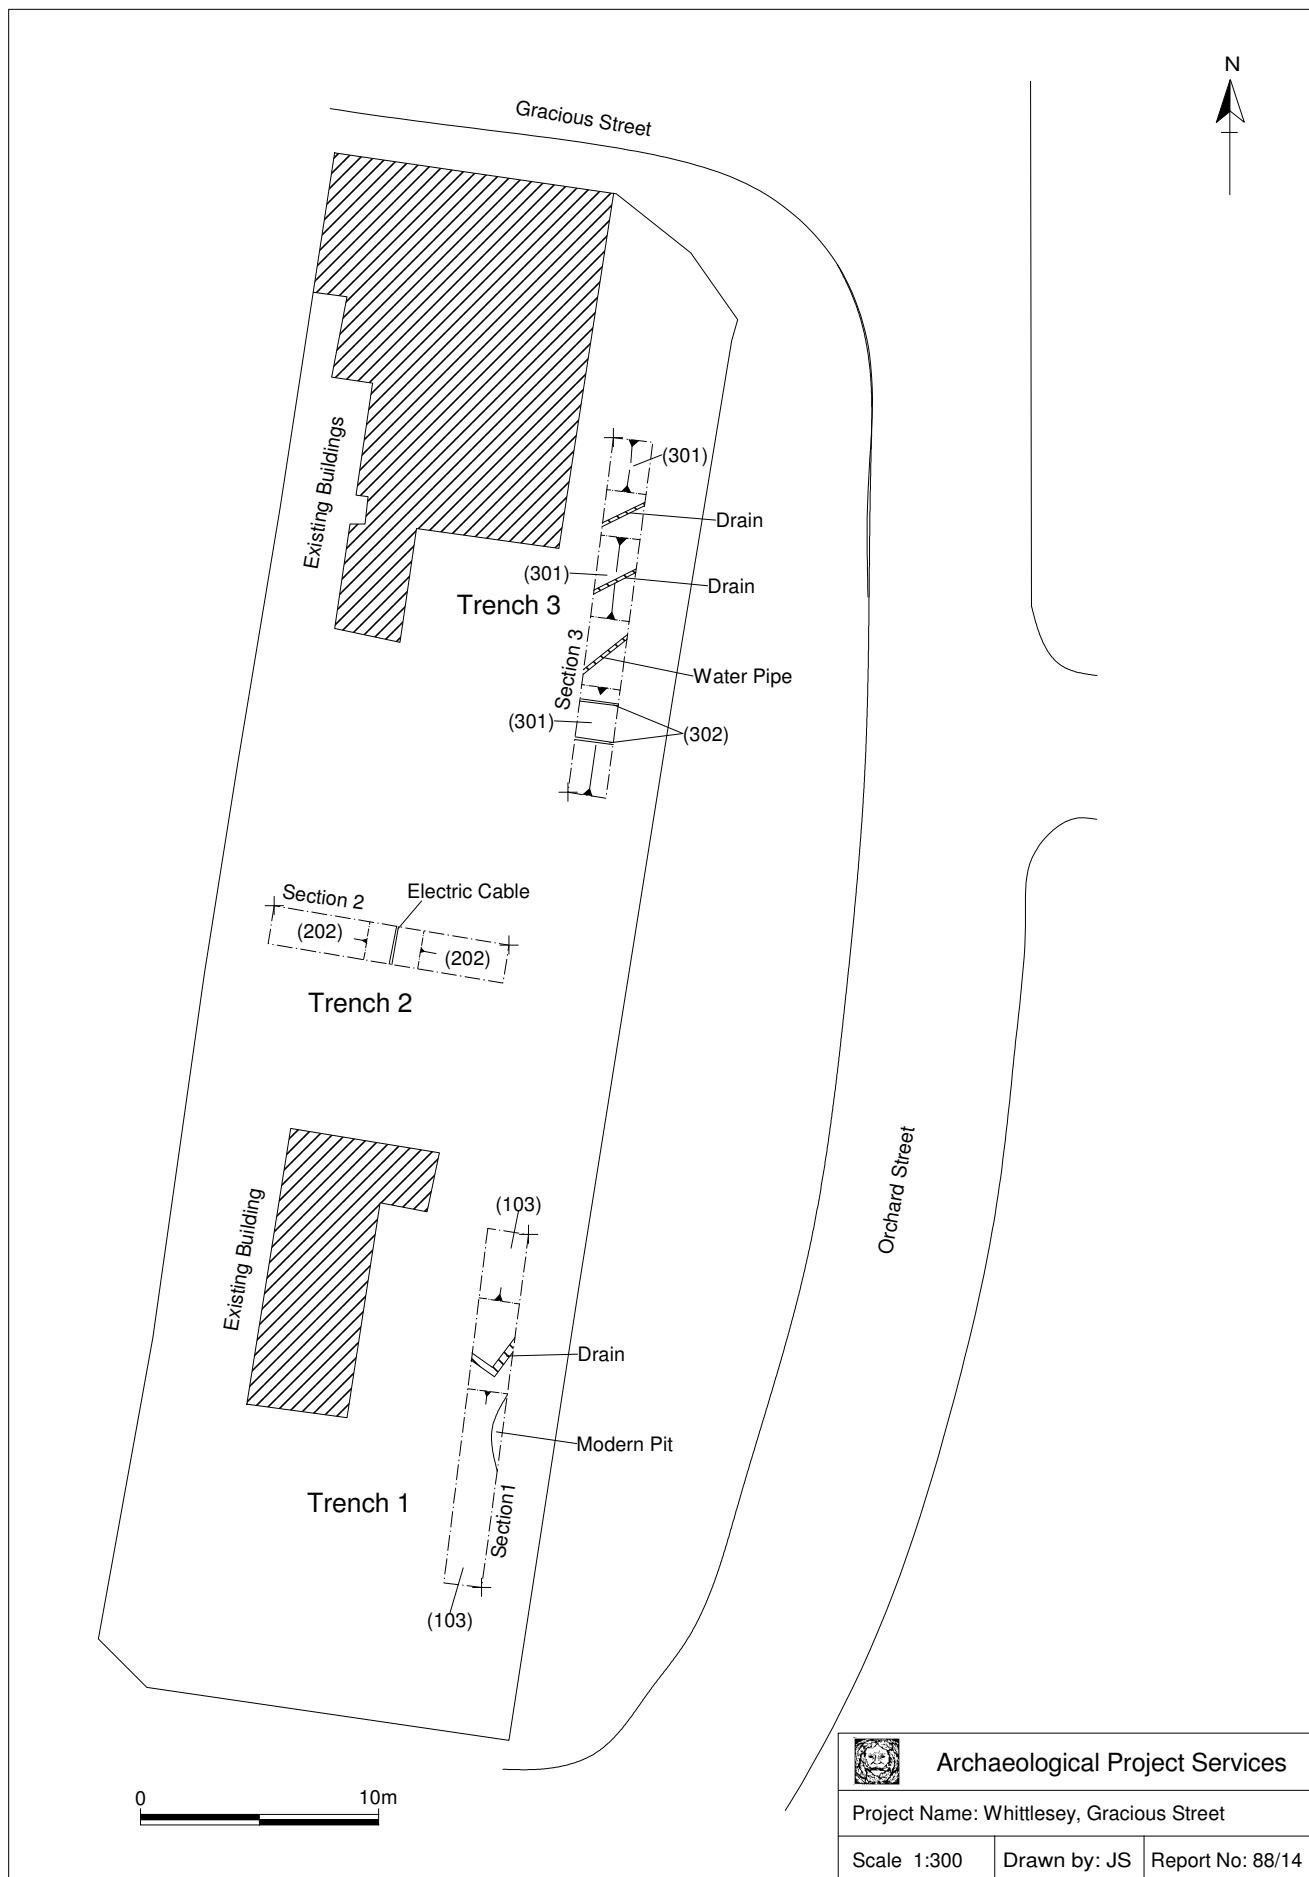 N
Gracious Street
Existing Buildings
(301)
Drain
(301)
Drain
Trench 3
Section 3
Water Pipe
(301)
(302)
Section 2
Electric Cable
(202)
(202)
Trench 2
Orchard Street
Existing Building
(103)
Drain
Modern Pit
Trench 1
Section1
(103)
0 10m
Archaeological Project Services
Project Name: Whittlesey, Gracious Street
Scale 1:300 Drawn by: JS Report No: 88/14